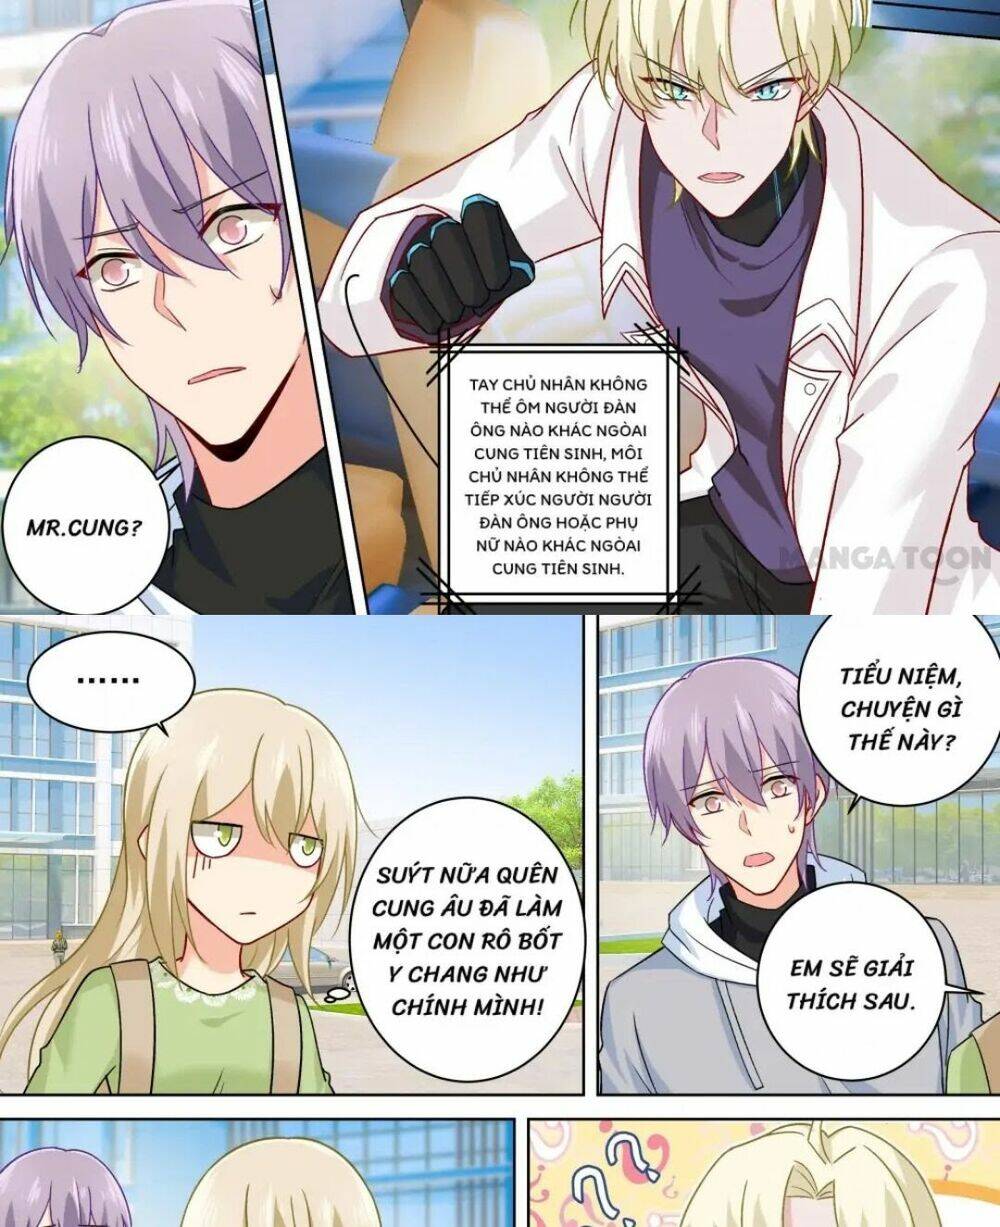 MR.CUNG?
TAY CHỦ NHÂN KHÔNG
THỂ ÔM NGƯỜI ĐÀN
ÔNG NÀO KHÁC NGÒAI
CUNG TIÊN SINH, MÔI
CHỦ NHÂN KHÔNG THỂ
TIẾP XÚC NGƯỜI NGƯỜI
ĐÀN ÔNG HOẶC PHỤ
NỮ NÀO KHÁC NGOÀI
CUNG TIÊN SINH.
MANGA TOON
......
SUÝT NỮA QUÊN
CUNG ÂU ĐÃ LÀM
MỘT CON RÔ BỐT
Y CHANG NHƯ
CHÍNH MÌNH!
TIỂU NIỆM,
CHUYỆN GÌ
THẾ NÀY?
EM SẼ GIẢI
THÍCH SAU.